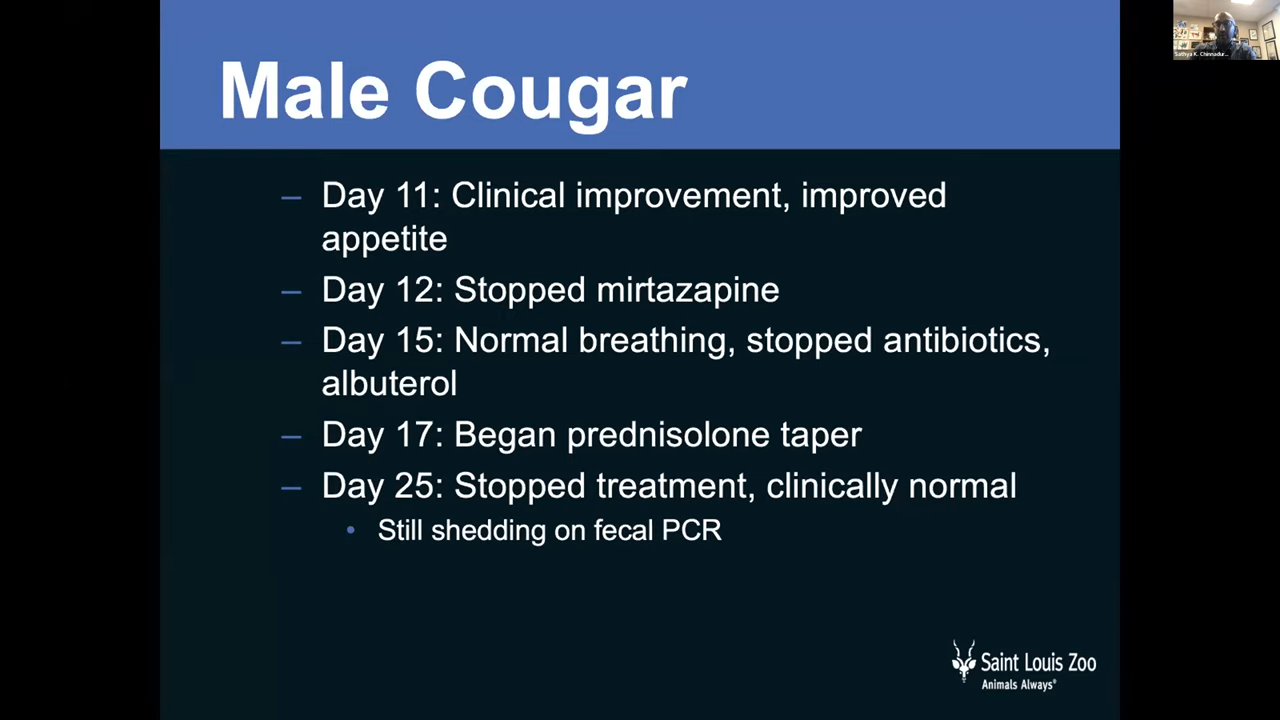 Male Cougar
– Day 11: Clinical improvement, improved
appetite
– Day 12: Stopped mirtazapine
– Day 15: Normal breathing, stopped antibiotics,
albuterol
– Day 17: Began prednisolone taper
– Day 25: Stopped treatment, clinically normal
• Still shedding on fecal PCR
Saint Louis Zoo
Animals Always®
Sathya K. Chinnadur...